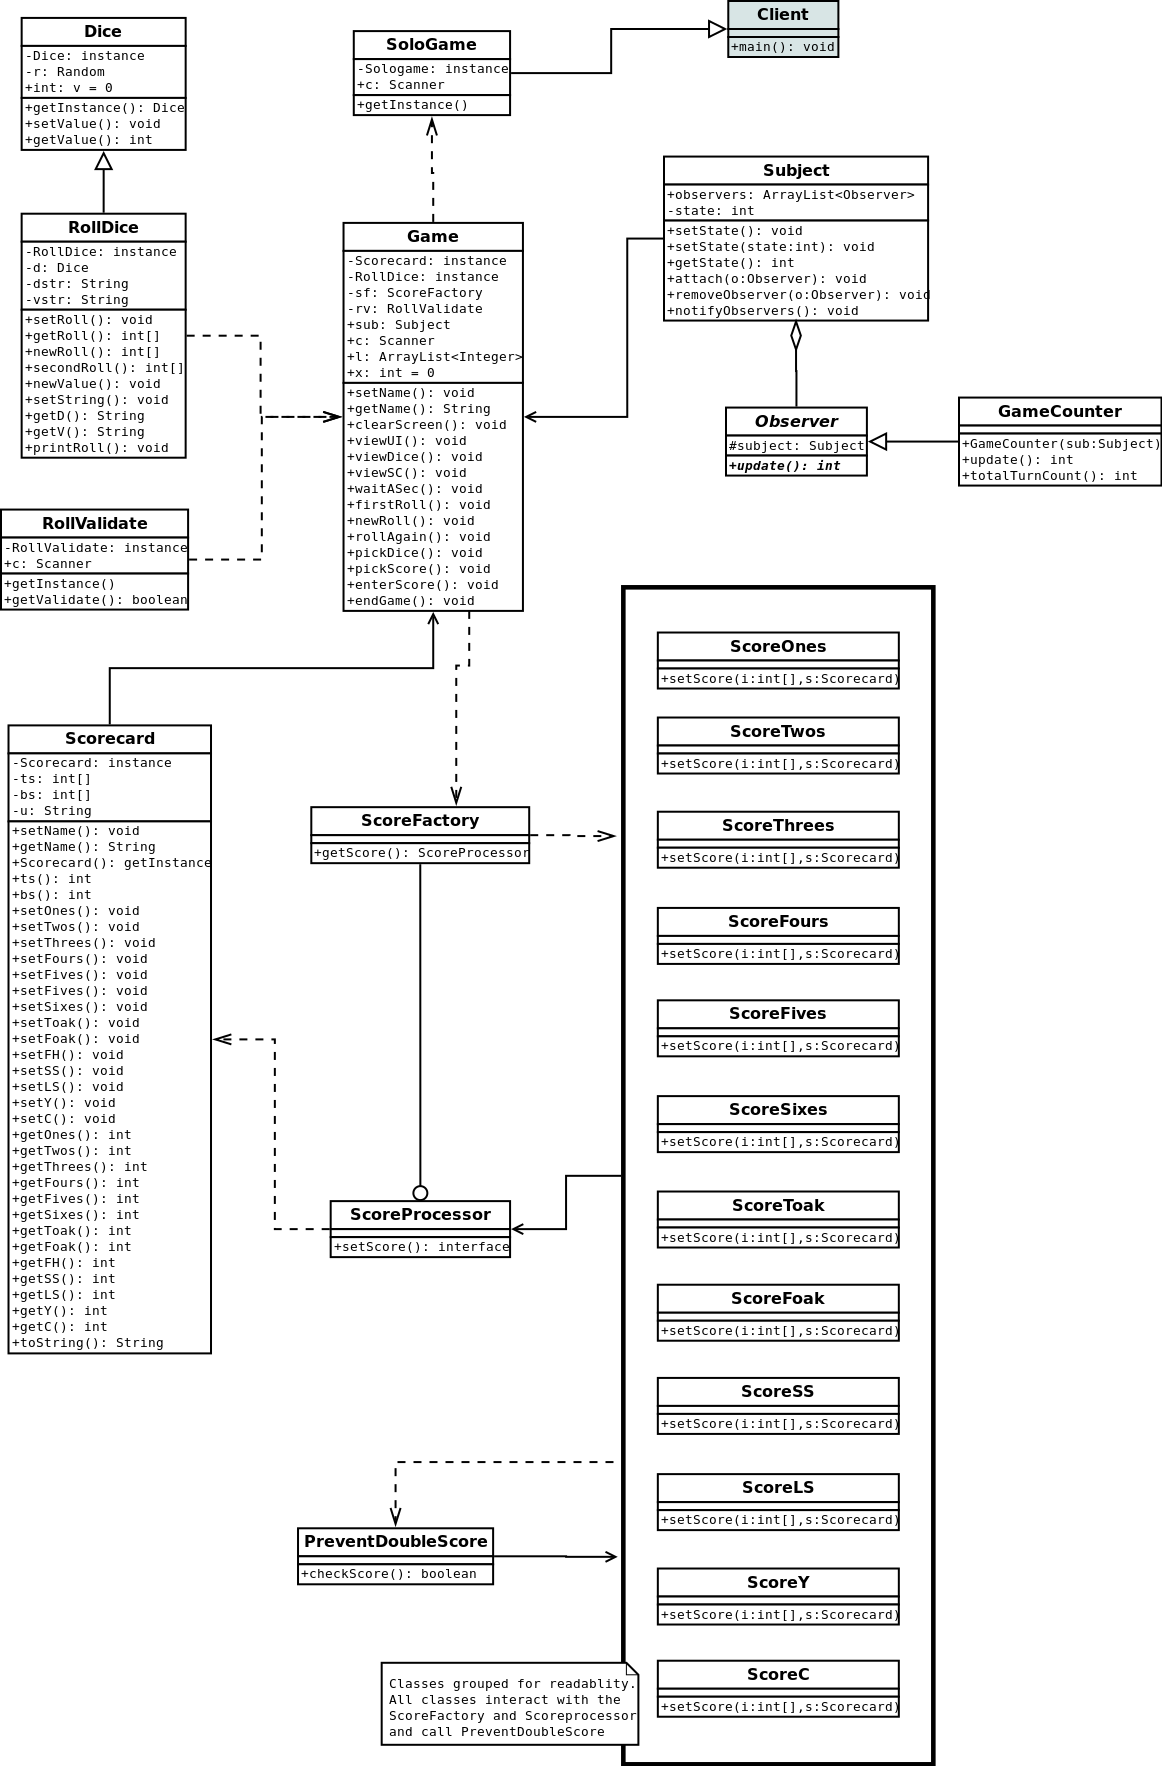 Dice
-Dice: instance
-r: Random
+int: v = 0
+getInstance(): Dice
+setValue(): void
+getValue(): int
SoloGame
-Sologame: instance
+c: Scanner
+getInstance()
Client
+main(): void
RollDice
-RollDice: instance
-d: Dice
-dstr: String
-vstr: String
+setRoll(): void
+getRoll(): int[]
+newRoll(): int[]
+secondRoll(): int[]
+newValue(): void
+setString(): void
+getD(): String
+getV(): String
+printRoll(): void
Game
-Scorecard: instance
-RollDice: instance
-sf: ScoreFactory
-rv: RollValidate
+sub: Subject
+c: Scanner
+l: ArrayList<Integer>
+x: int = 0
+setName(): void
+getName(): String
+clearScreen(): void
+viewUI(): void
+viewDice(): void
+viewSC(): void
+waitASec(): void
+firstRoll(): void
+newRoll(): void
+rollAgain(): void
+pickDice(): void
+pickScore(): void
+enterScore(): void
+endGame(): void
Subject
+observers: ArrayList<Observer>
-state: int
+setState(): void
+setState(state:int): void
+getState(): int
+attach(o:Observer): void
+removeObserver(o:Observer): void
+notifyObservers(): void
Observer
#subject: Subject
+update(): int
GameCounter
+GameCounter(sub:Subject)
+update(): int
+totalTurnCount(): int
RollValidate
-RollValidate: instance
+c: Scanner
+getInstance()
+getValidate(): boolean
Scorecard
-Scorecard: instance
-ts: int[]
-bs: int[]
-u: String
+setName(): void
+getName(): String
+Scorecard(): getInstance
+ts(): int
+bs(): int
+setOnes(): void
+setTwos(): void
+setThrees(): void
+setFours(): void
+setFives(): void
+setFives(): void
+setSixes(): void
+setToak(): void
+setFoak(): void
+setFH(): void
+setSS(): void
+setLS(): void
+setY(): void
+setC(): void
+getOnes(): int
+getTwos(): int
+getThrees(): int
+getFours(): int
+getFives(): int
+getSixes(): int
+getToak(): int
+getFoak(): int
+getFH(): int
+getSS(): int
+getLS(): int
+getY(): int
+getC(): int
+toString(): String
ScoreFactory
+getScore(): ScoreProcessor
ScoreProcessor
+setScore(): interface
PreventDoubleScore
+checkScore(): boolean
ScoreOnes
+setScore(i:int[],s:Scorecard)
ScoreTwos
+setScore(i:int[],s:Scorecard)
ScoreThrees
+setScore(i:int[],s:Scorecard)
ScoreFours
+setScore(i:int[],s:Scorecard)
ScoreFives
+setScore(i:int[],s:Scorecard)
ScoreSixes
+setScore(i:int[],s:Scorecard)
ScoreToak
+setScore(i:int[],s:Scorecard)
ScoreFoak
+setScore(i:int[],s:Scorecard)
ScoreSS
+setScore(i:int[],s:Scorecard)
ScoreLS
+setScore(i:int[],s:Scorecard)
ScoreY
+setScore(i:int[],s:Scorecard)
ScoreC
+setScore(i:int[],s:Scorecard)
Classes grouped for readablity.
All classes interact with the
ScoreFactory and Scoreprocessor
and call PreventDoubleScore